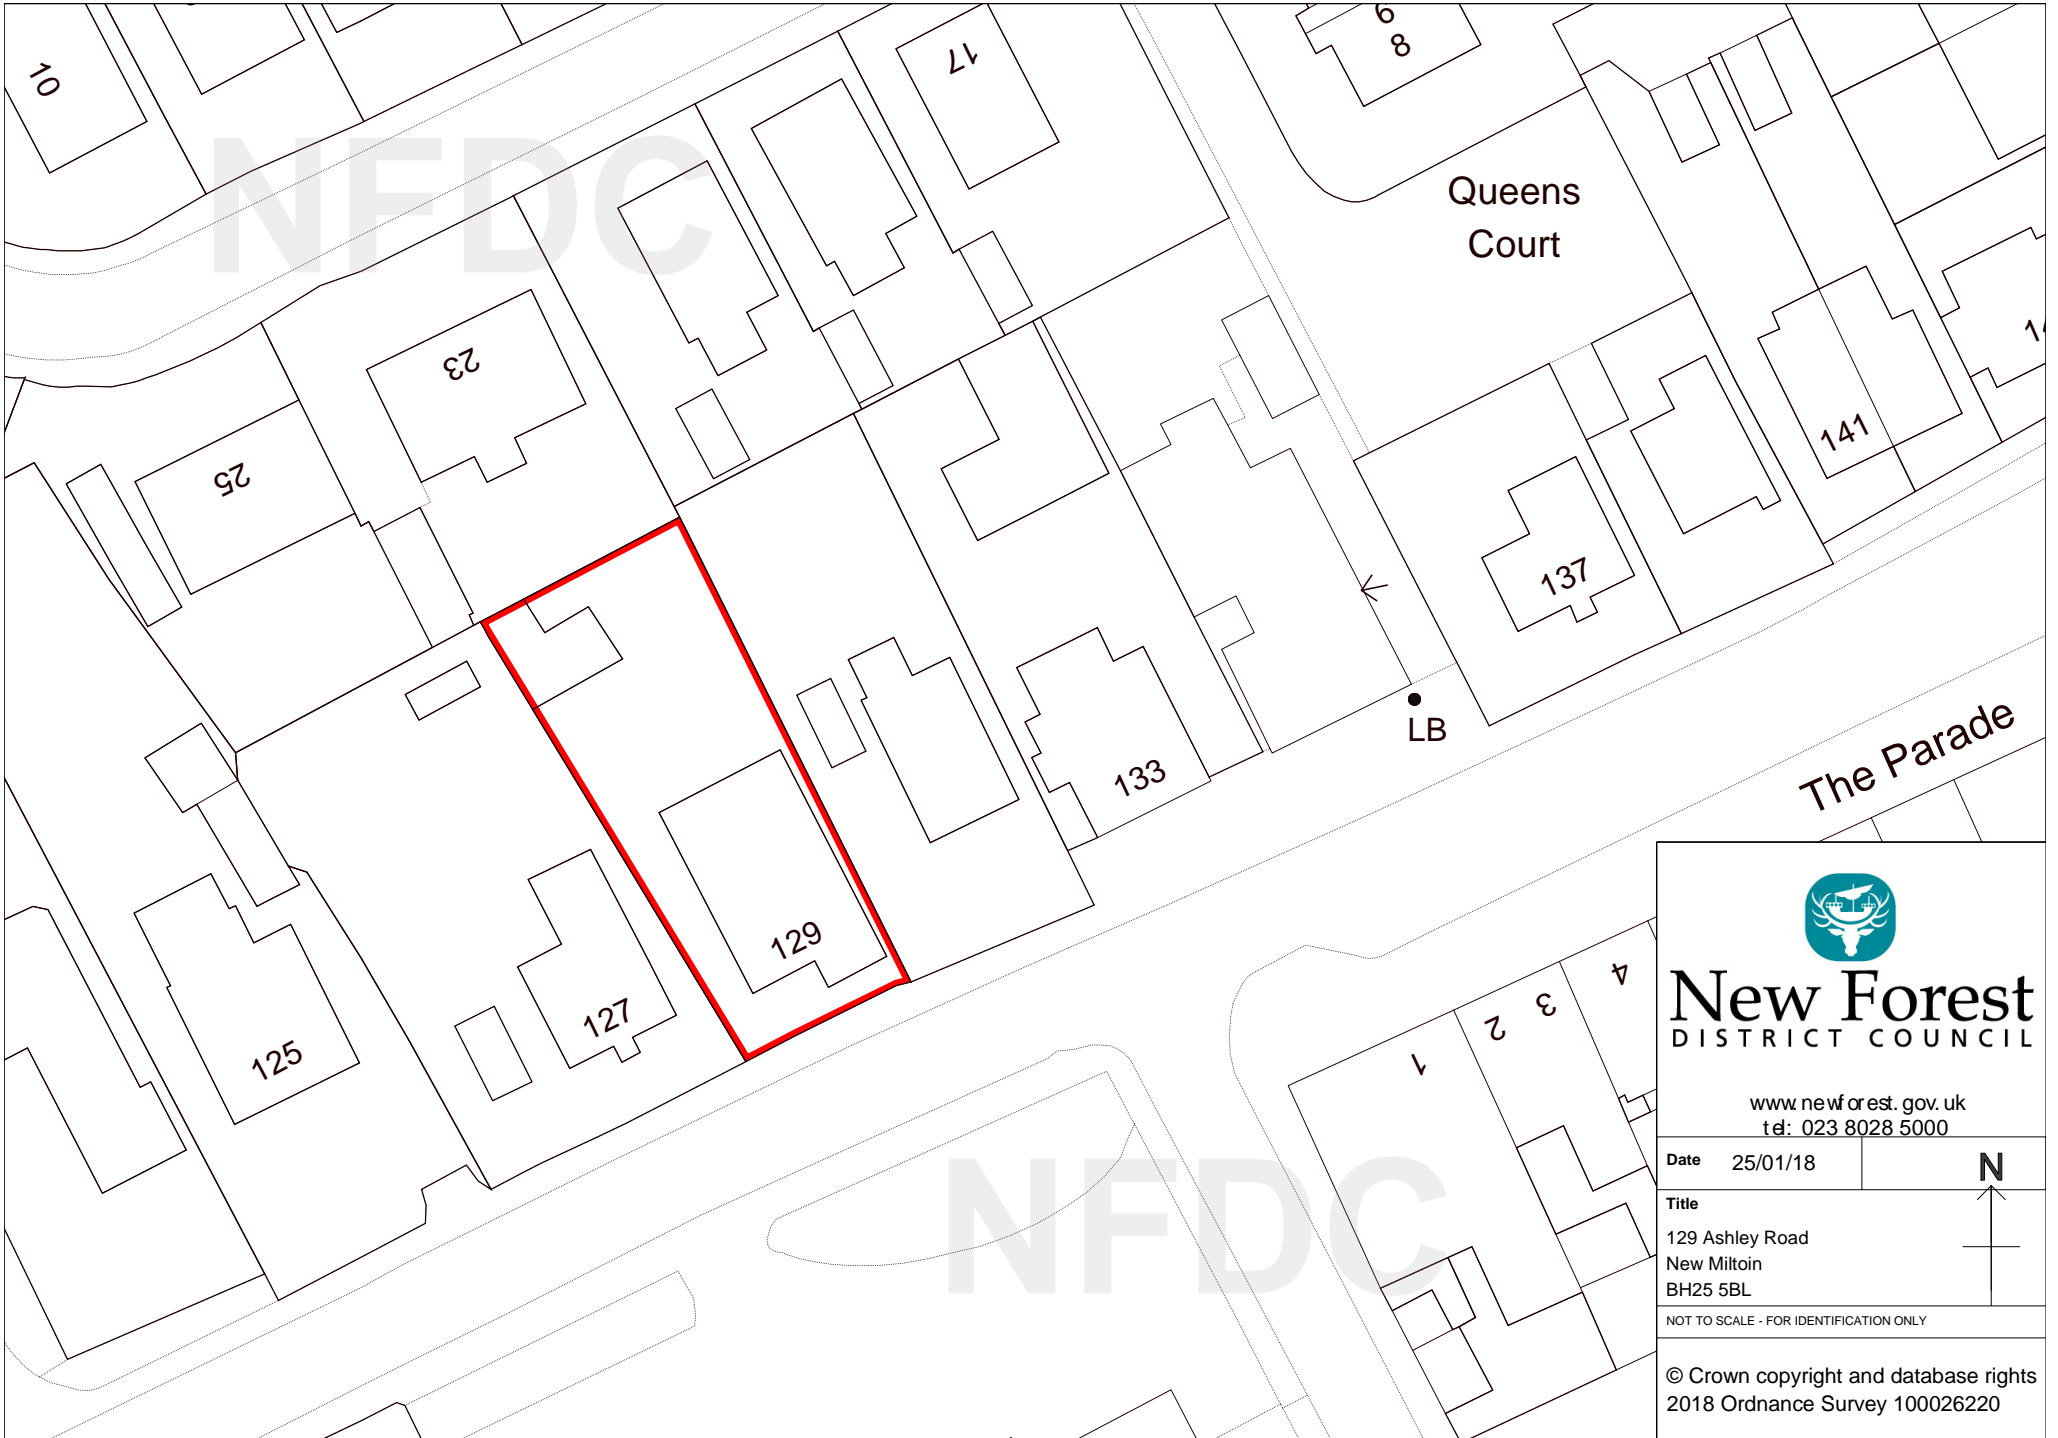 10
17
9
8
NFDC
Queens
Court
23
25
141
137
LB
133
The Parade
129
127
125
1
2
3
4
NFDC
New Forest
DISTRICT COUNCIL
www.newforest.gov.uk
tel: 023 8028 5000
Date 25/01/18
N
Title
129 Ashley Road
New Miltoin
BH25 5BL
NOT TO SCALE - FOR IDENTIFICATION ONLY
© Crown copyright and database rights
2018 Ordnance Survey 100026220